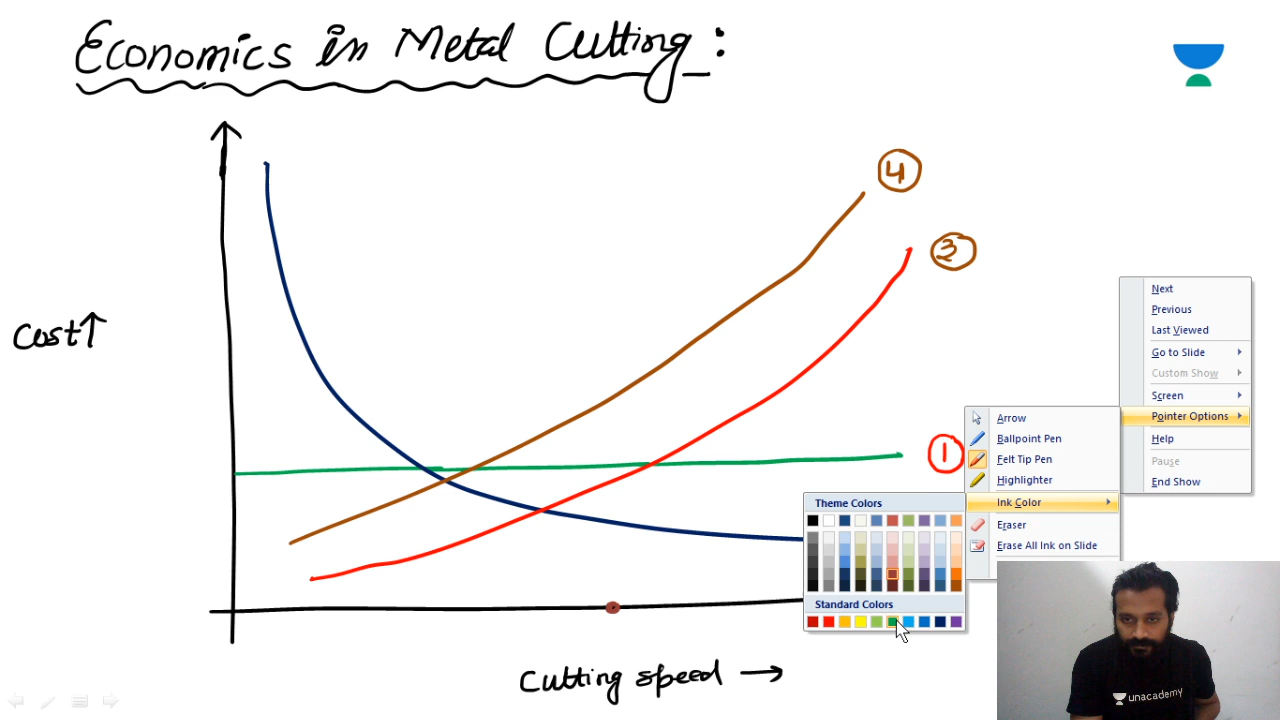 Economics in Metal Cutting :
4
3
Cost↑
1
Cutting speed →
Next
Previous
Last Viewed
Go to Slide
Custom Show
Screen
Pointer Options
Help
Pause
End Show
Arrow
Ballpoint Pen
Felt Tip Pen
Highlighter
Ink Color
Eraser
Erase All Ink on Slide
Theme Colors
Standard Colors
unacademy